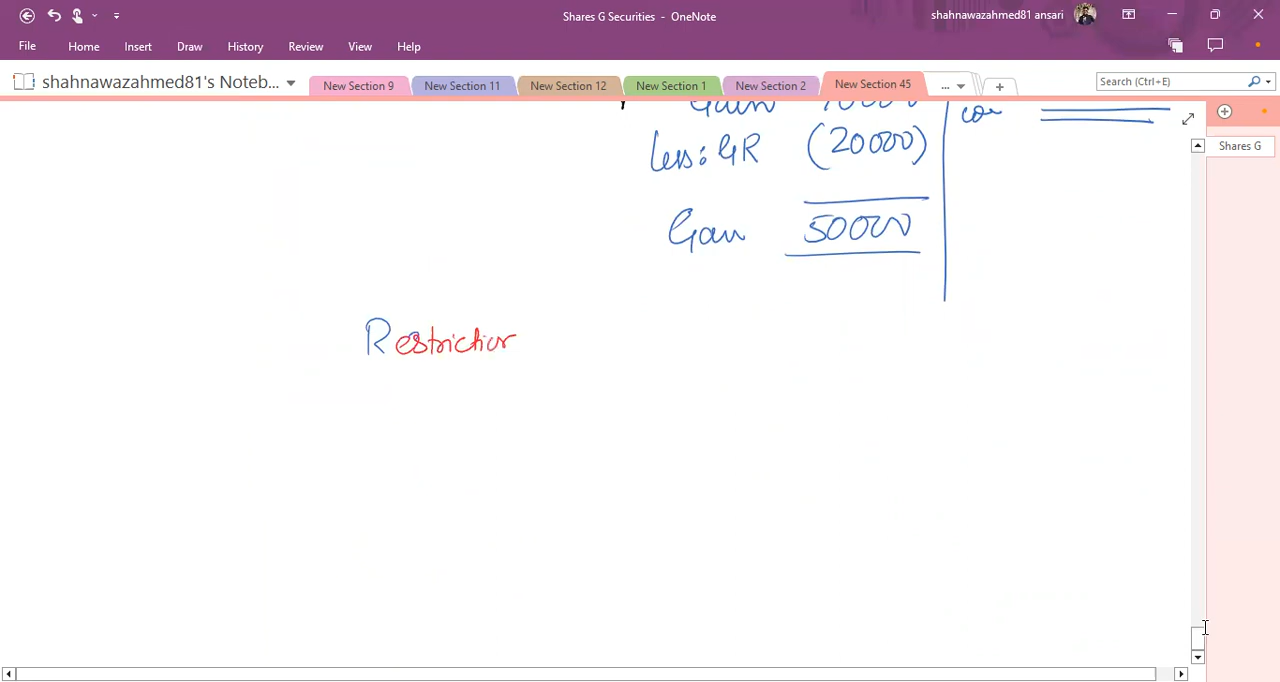 Shares G Securities - OneNote
shahnawazahmed81 ansari
File Home Insert Draw History Review View Help
shahnawazahmed81's Noteb...
New Section 9 New Section 11 New Section 12 New Section 1 New Section 2 New Section 45 ...
Search (Ctrl+E)
Shares G
Gain
Less: GR (20000)
Gain 50000
Restriction